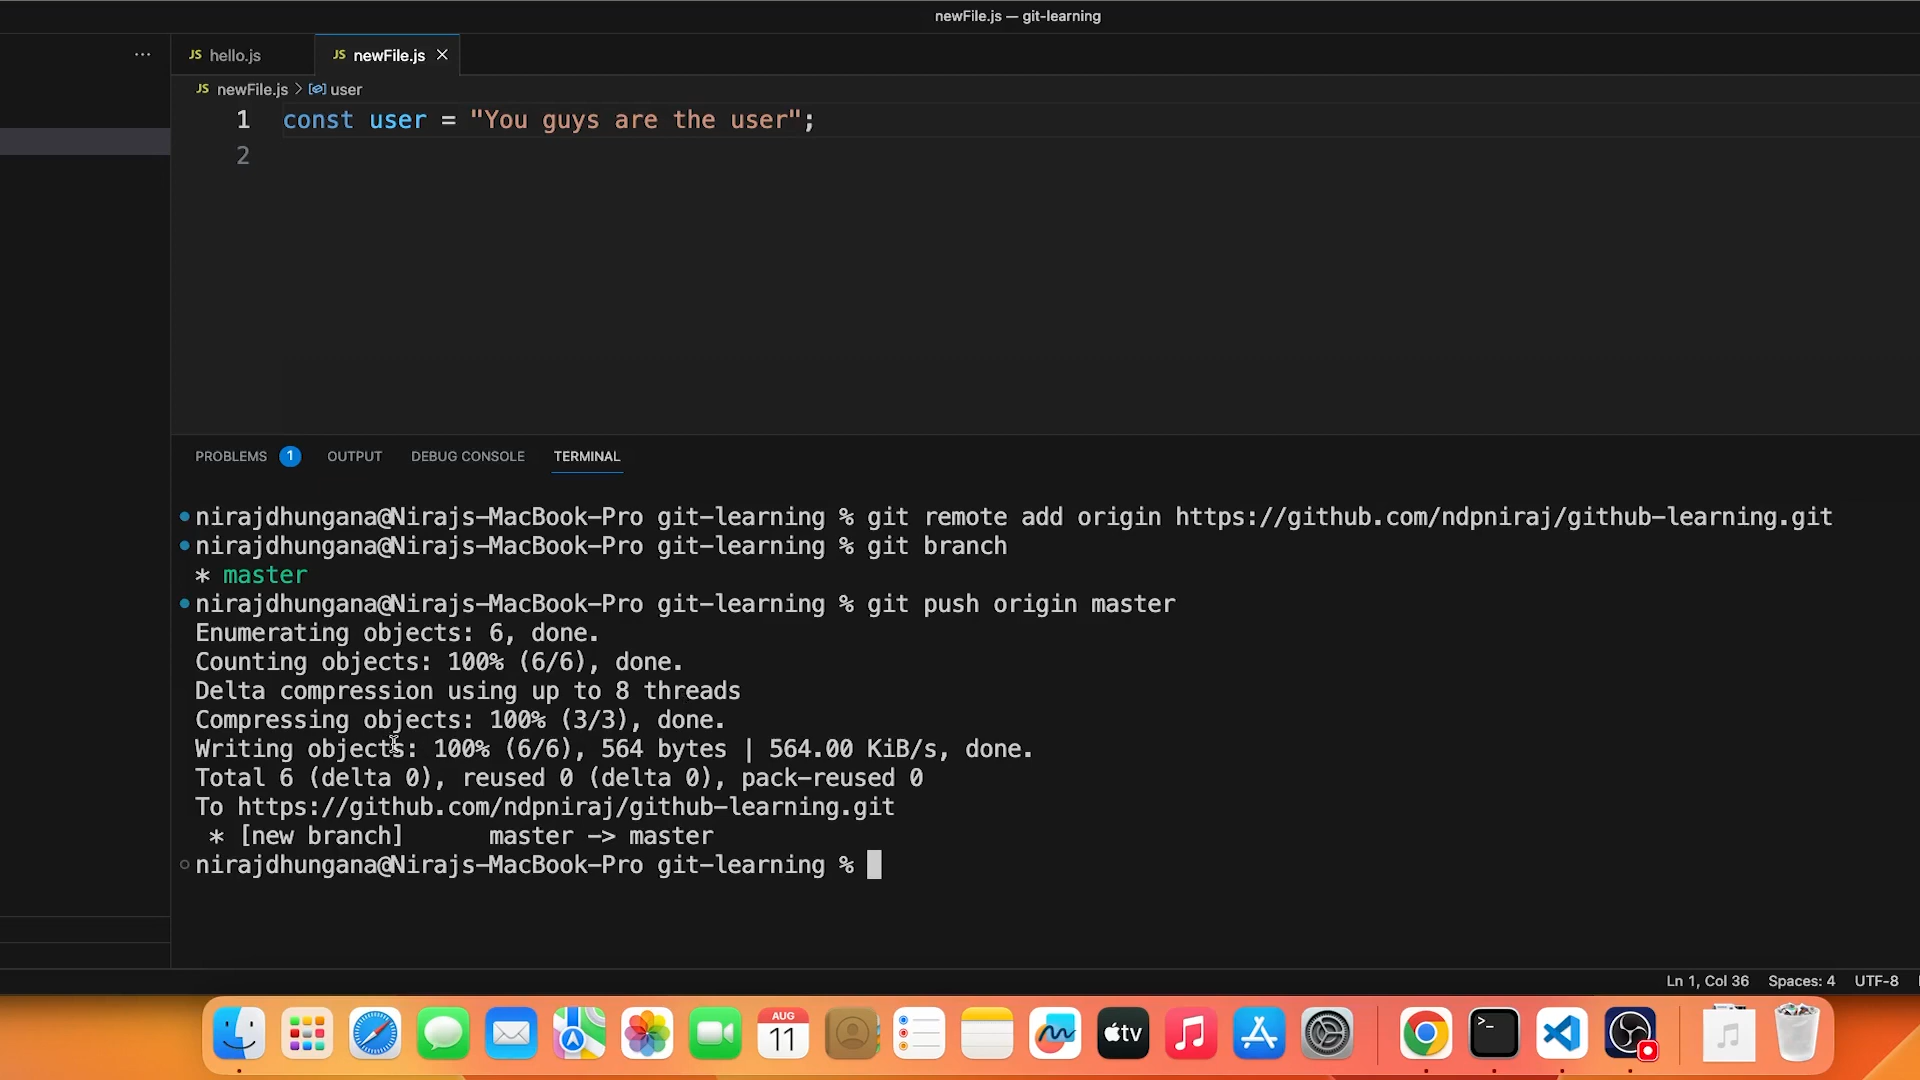 newFile.js — git-learning
... JS hello.js JS newFile.js ×
JS newFile.js > user
1 const user = "You guys are the user";
2
PROBLEMS 1 OUTPUT DEBUG CONSOLE TERMINAL
nirajdhungana@Nirajs-MacBook-Pro git-learning % git remote add origin https://github.com/ndpniraj/github-learning.git
nirajdhungana@Nirajs-MacBook-Pro git-learning % git branch
* master
nirajdhungana@Nirajs-MacBook-Pro git-learning % git push origin master
Enumerating objects: 6, done.
Counting objects: 100% (6/6), done.
Delta compression using up to 8 threads
Compressing objects: 100% (3/3), done.
Writing objects: 100% (6/6), 564 bytes | 564.00 KiB/s, done.
Total 6 (delta 0), reused 0 (delta 0), pack-reused 0
To https://github.com/ndpniraj/github-learning.git
* [new branch] master -> master
nirajdhungana@Nirajs-MacBook-Pro git-learning %
Ln 1, Col 36 Spaces: 4 UTF-8
AUG
11
tv
>_